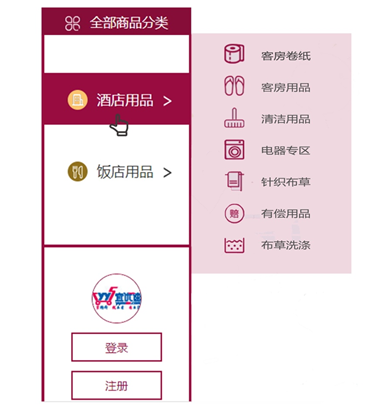 全部商品分类
酒店用品 >
饭店用品 >
客房卷纸
客房用品
清洁用品
电器专区
针织布草
赔 有偿用品
布草洗涤
登录
注册